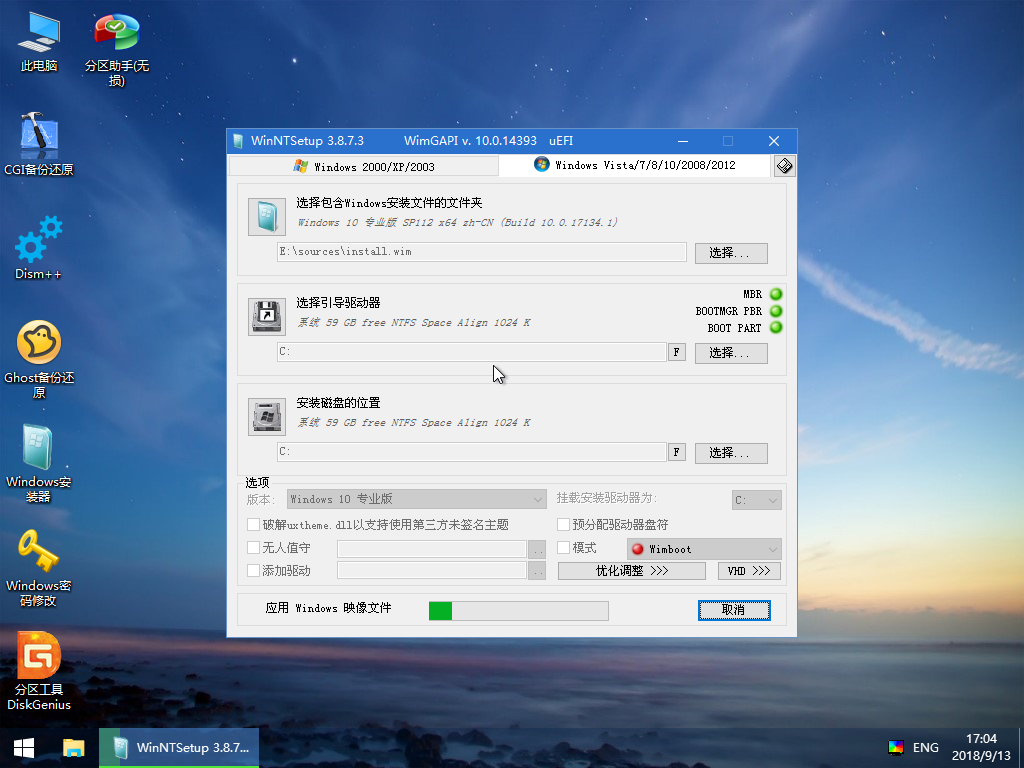 此电脑
分区助手(无
损)
CGI备份还原
Dism++
Ghost备份还
原
Windows安
装器
Windows密
码修改
分区工具
DiskGenius
WinNTSetup 3.8.7.3 WimGAPI v. 10.0.14393 uEFI
Windows 2000/XP/2003
Windows Vista/7/8/10/2008/2012
选择包含Windows安装文件的文件夹
Windows 10 专业版 SP112 x64 zh-CN (Build 10.0.17134.1)
E:\sources\install.wim
选择...
选择引导驱动器
系统 59 GB free NTFS Space Align 1024 K
MBR
BOOTMGR PBR
BOOT PART
C:
F
选择...
安装磁盘的位置
系统 59 GB free NTFS Space Align 1024 K
C:
F
选择...
选项
版本: Windows 10 专业版
挂载安装驱动器为: C:
破解uxtheme.dll以支持使用第三方未签名主题
预分配驱动器盘符
无人值守 ..
模式 Wimboot
添加驱动 ..
优化调整 >>>
VHD >>>
应用 Windows 映像文件
取消
WinNTSetup 3.8.7...
ENG
17:04
2018/9/13